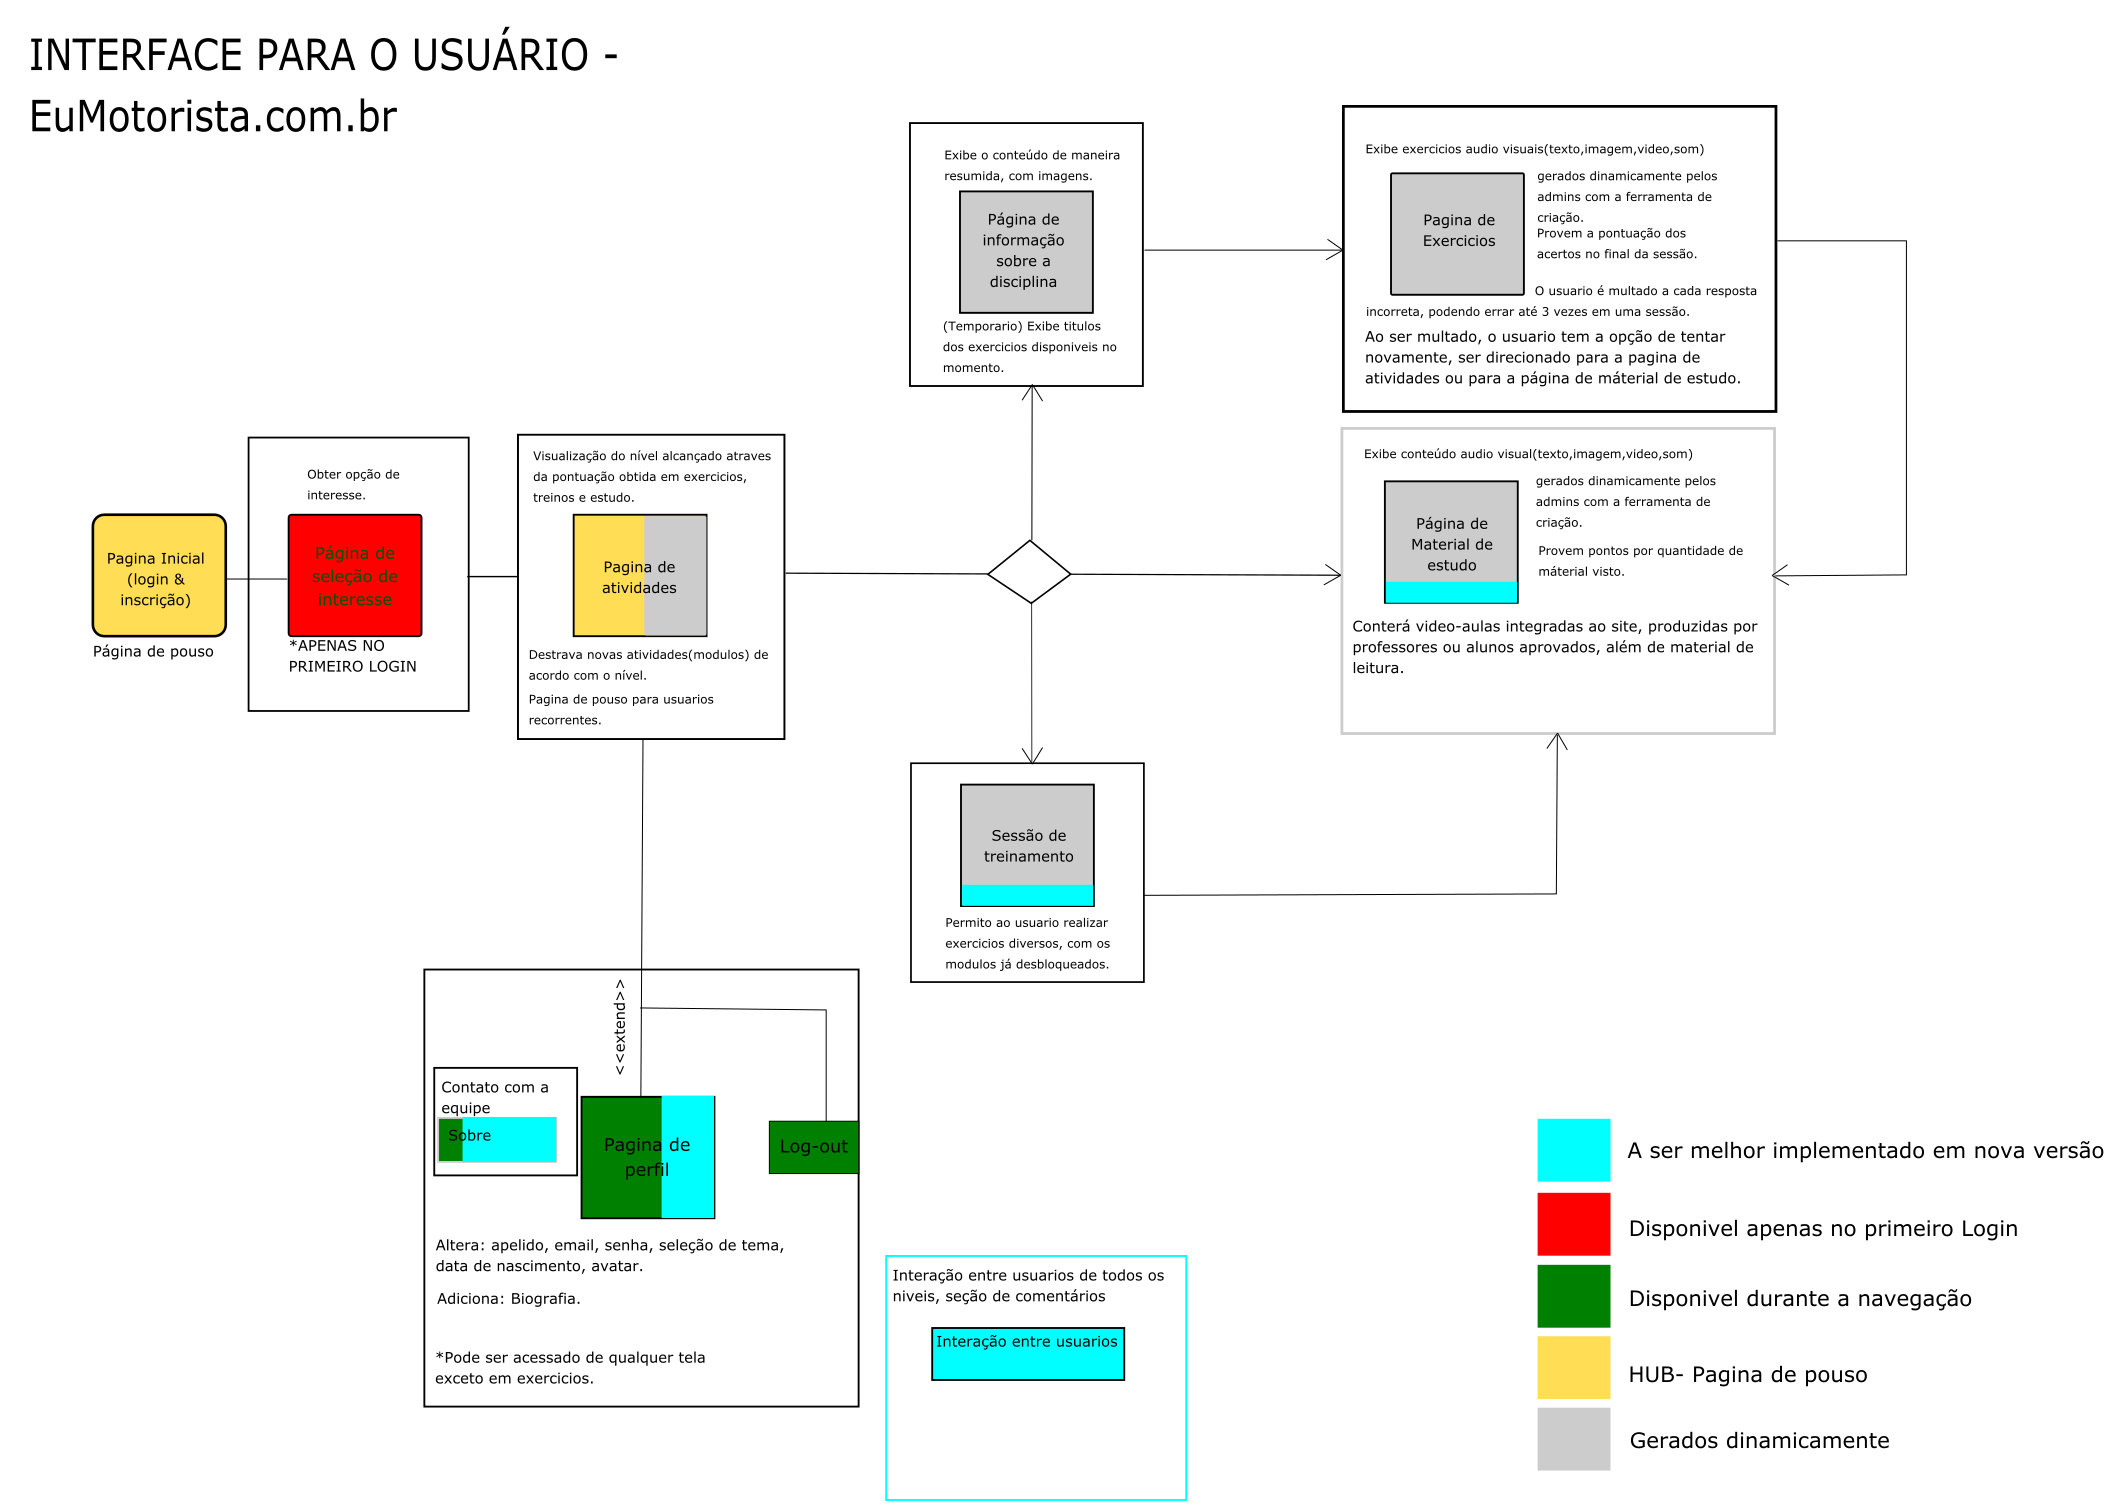 INTERFACE PARA O USUÁRIO -
EuMotorista.com.br
Exibe o conteúdo de maneira
resumida, com imagens.
Página de
informação
sobre a
disciplina
(Temporario) Exibe titulos
dos exercicios disponiveis no
momento.
Exibe exercicios audio visuais(texto,imagem,video,som)
gerados dinamicamente pelos
admins com a ferramenta de
criação.
Pagina de
Exercicios
Provem a pontuação dos
acertos no final da sessão.
O usuario é multado a cada resposta
incorreta, podendo errar até 3 vezes em uma sessão.
Ao ser multado, o usuario tem a opção de tentar
novamente, ser direcionado para a pagina de
atividades ou para a página de máterial de estudo.
Pagina Inicial
(login &
inscrição)
Página de pouso
Obter opção de
interesse.
Página de
seleção de
interesse
*APENAS NO
PRIMEIRO LOGIN
Visualização do nível alcançado atraves
da pontuação obtida em exercicios,
treinos e estudo.
Pagina de
atividades
Destrava novas atividades(modulos) de
acordo com o nível.
Pagina de pouso para usuarios
recorrentes.
Exibe conteúdo audio visual(texto,imagem,video,som)
gerados dinamicamente pelos
admins com a ferramenta de
criação.
Página de
Material de
estudo
Provem pontos por quantidade de
máterial visto.
Conterá video-aulas integradas ao site, produzidas por
professores ou alunos aprovados, além de material de
leitura.
Sessão de
treinamento
Permito ao usuario realizar
exercicios diversos, com os
modulos já desbloqueados.
<<extend>>
Contato com a
equipe
Sobre
Pagina de
perfil
Log-out
Altera: apelido, email, senha, seleção de tema,
data de nascimento, avatar.
Adiciona: Biografia.
*Pode ser acessado de qualquer tela
exceto em exercicios.
Interação entre usuarios de todos os
niveis, seção de comentários
Interação entre usuarios
A ser melhor implementado em nova versão
Disponivel apenas no primeiro Login
Disponivel durante a navegação
HUB- Pagina de pouso
Gerados dinamicamente